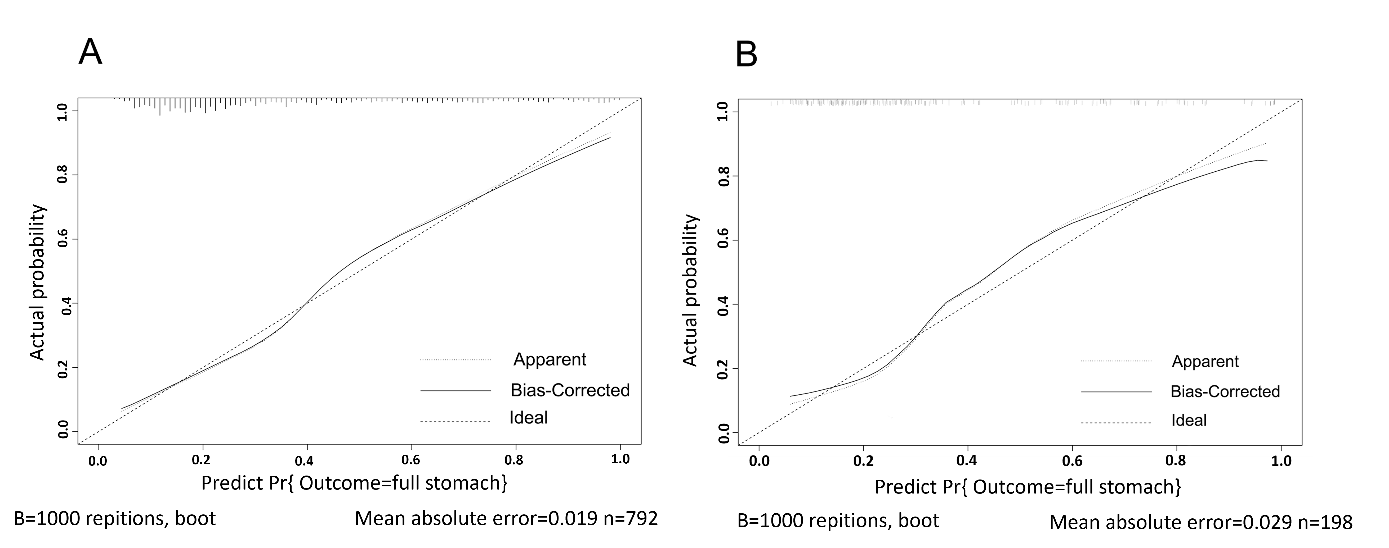 A
1.0
0.8
0.6
0.4
0.2
0.0
Actual probability
Apparent
Bias-Corrected
Ideal
0.0 0.2 0.4 0.6 0.8 1.0
Predict Pr{ Outcome=full stomach}
B=1000 repitions, boot Mean absolute error=0.019 n=792
B
1.0
0.8
0.6
0.4
0.2
0.0
Actual probability
Apparent
Bias-Corrected
Ideal
0.0 0.2 0.4 0.6 0.8 1.0
Predict Pr{ Outcome=full stomach}
B=1000 repitions, boot Mean absolute error=0.029 n=198